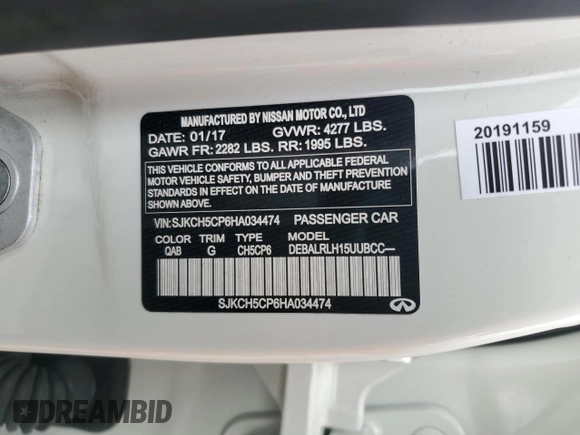 MANUFACTURED BY NISSAN MOTOR CO., LTD
DATE: 01/17 GVWR: 4277 LBS.
GAWR FR: 2282 LBS. RR: 1995 LBS.
THIS VEHICLE CONFORMS TO ALL APPLICABLE FEDERAL
MOTOR VEHICLE SAFETY, BUMPER AND THEFT PREVENTION
STANDARDS IN EFFECT ON THE DATE OF MANUFACTURE
SHOWN ABOVE.
VIN:SJKCH5CP6HA034474 PASSENGER CAR
COLOR TRIM TYPE MODEL
QAB G CH5CP6 DEBALRLH15UUBCC—
SJKCH5CP6HA034474
20191159
DREAMBID